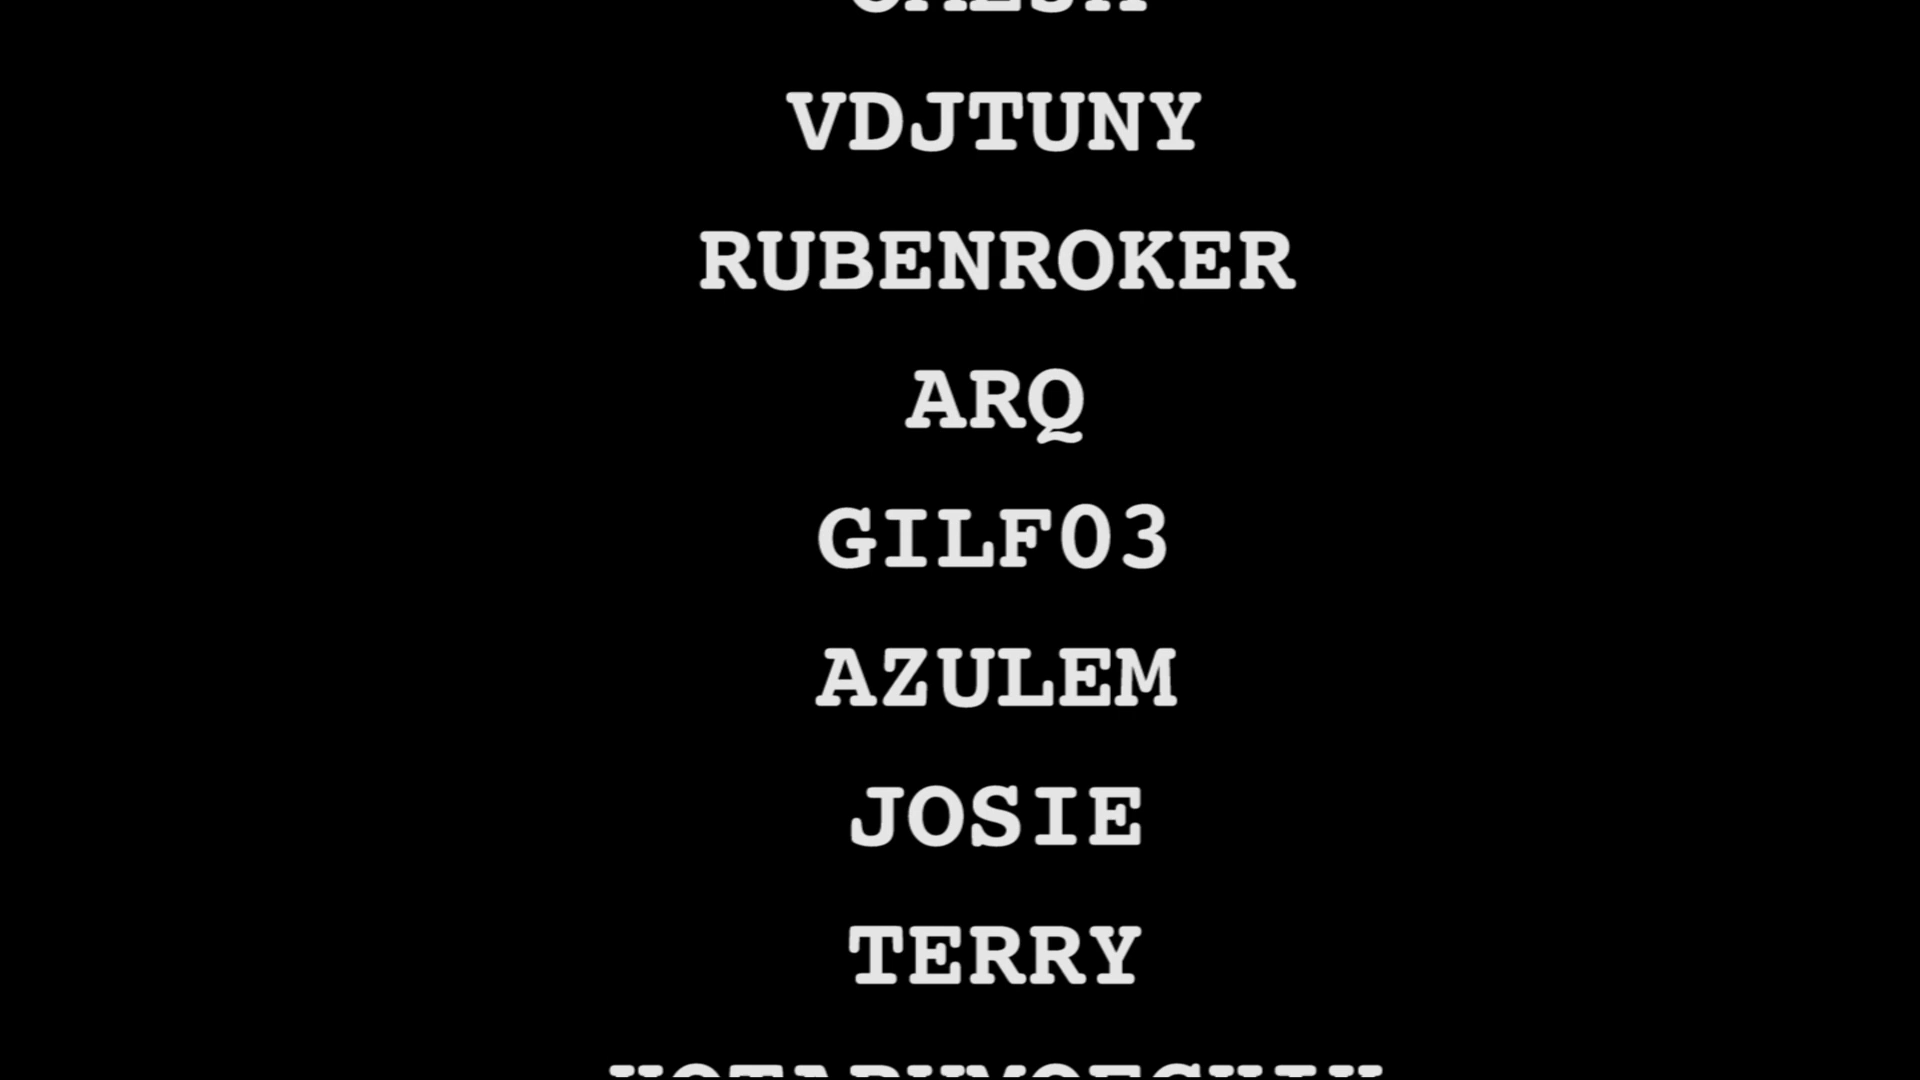 VDJTUNY
RUBENROKER
ARQ
GILF03
AZULEM
JOSIE
TERRY